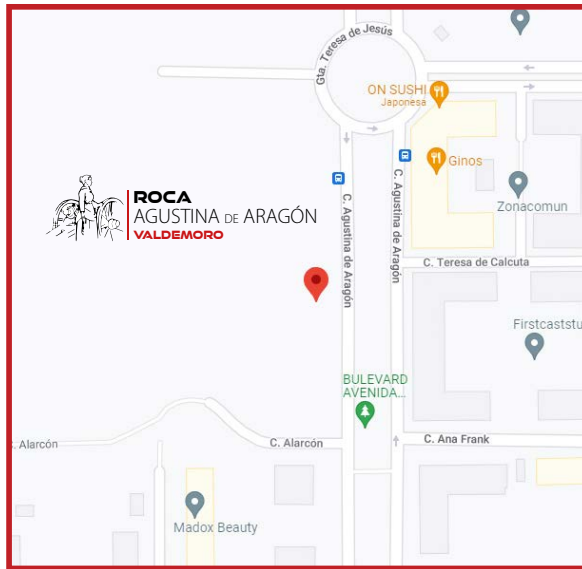 Gta. Teresa de Jesús
ON SUSHI
Japonesa
Ginos
Zonacomun
ROCA
AGUSTINA DE ARAGÓN
VALDEMORO
C. Agustina de Aragón
C. Agustina de Aragón
C. Teresa de Calcuta
Firstcaststu
BULEVARD
AVENIDA...
C. Alarcón
C. Alarcón
C. Ana Frank
Madox Beauty